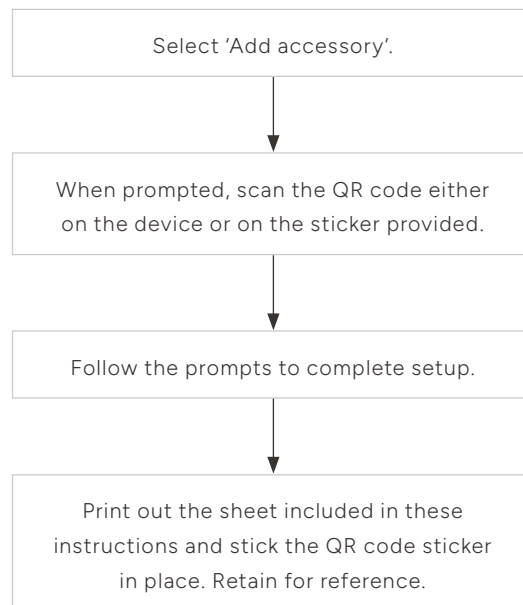 Select ‘Add accessory’.
When prompted, scan the QR code either
on the device or on the sticker provided.
Follow the prompts to complete setup.
Print out the sheet included in these
instructions and stick the QR code sticker
in place. Retain for reference.